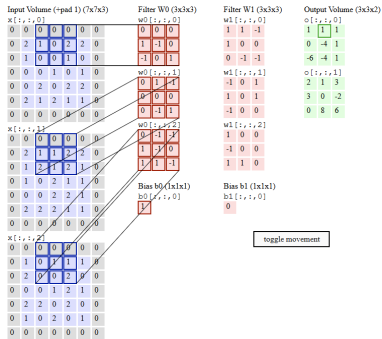 Input Volume (+pad 1) (7x7x3)
x[:,:,0]
0 0 0 0 0 0 0
0 2 1 0 2 2 0
0 1 0 0 1 0 0
0 0 2 0 2 2 0
0 2 1 2 1 1 0
0 0 0 0 0 0 0
x[:,:,1]
0 0 0 0 0 0 0
0 2 1 1 2 2 0
0 1 2 1 2 1 0
0 1 0 2 1 1 0
0 0 0 2 2 1 0
0 2 2 2 1 1 0
0 0 0 0 0 0 0
x[:,:,2]
0 0 0 0 0 0 0
0 1 0 1 1 1 0
0 2 0 0 2 0 0
0 0 0 1 2 0 0
0 1 0 2 0 1 0
0 0 0 0 0 0 0
Filter W0 (3x3x3)
w0[:,:,0]
0 0 0
1 -1 0
-1 0 1
w0[:,:,1]
0 1 -1
0 0 0
0 0 1
w0[:,:,2]
0 -1 -1
1 -1 0
1 1 -1
Bias b0 (1x1x1)
b0[:,:,0]
1
Filter W1 (3x3x3)
w1[:,:,0]
1 1 -1
1 0 0
0 -1 -1
w1[:,:,1]
-1 0 1
1 0 1
1 0 1
w1[:,:,2]
1 0 0
-1 1 0
1 1 0
Bias b1 (1x1x1)
b1[:,:,0]
0
Output Volume (3x3x2)
o[:,:,0]
1 1 1
0 -4 1
-6 -4 1
o[:,:,1]
2 1 3
3 0 -2
0 8 6
toggle movement